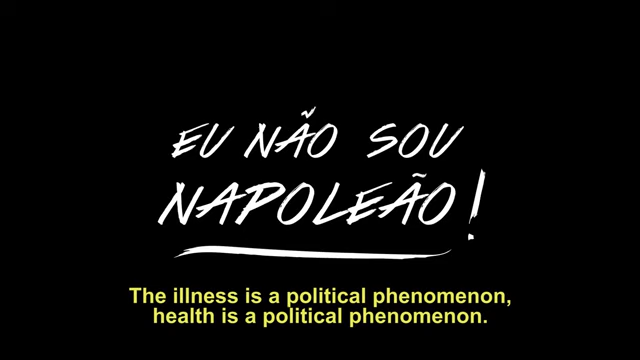 EU NÃO SOU
NAPOLEÃO!
The illness is a political phenomenon,
health is a political phenomenon.